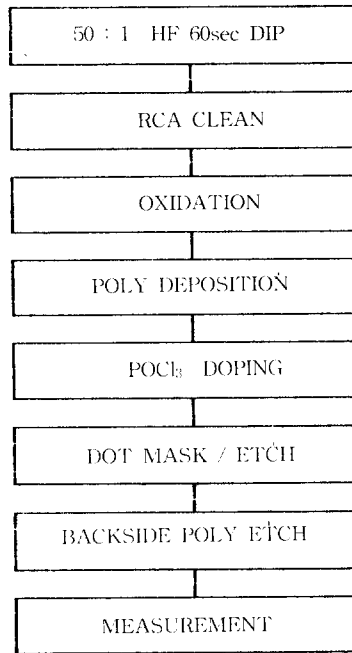 50 : 1 HF 60sec DIP
RCA CLEAN
OXIDATION
POLY DEPOSITION
POCl₃ DOPING
DOT MASK / ETCH
BACKSIDE POLY ETCH
MEASUREMENT